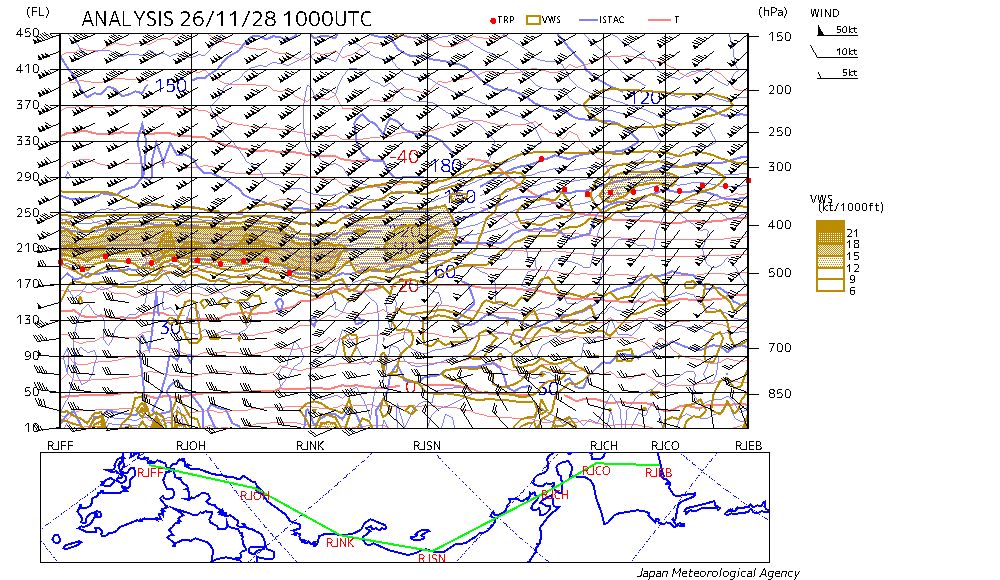 (FL)
ANALYSIS 26/11/28 1000UTC
TRP VWS ISTAC T
(hPa)
WIND
450
410
370
330
290
250
210
170
130
90
50
10
150
200
250
300
400
500
700
850
50kt
10kt
5kt
VWS
(kt/1000ft)
21
18
15
12
9
6
150
120
-40
180
150
60
-20
30
0
30
RJFF RJOH RJNK RJSN RJCH RJCO RJEB
RJFF
RJOH
RJNK
RJSN
RJCH
RJCO
RJEB
Japan Meteorological Agency